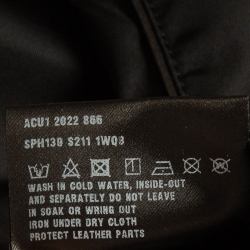 ACU1 2022 866
SPH139 S211 1WQ3
WASH IN COLD WATER, INSIDE-OUT
AND SEPARATELY DO NOT LEAVE
IN SOAK OR WRING OUT
IRON UNDER DRY CLOTH
PROTECT LEATHER PARTS